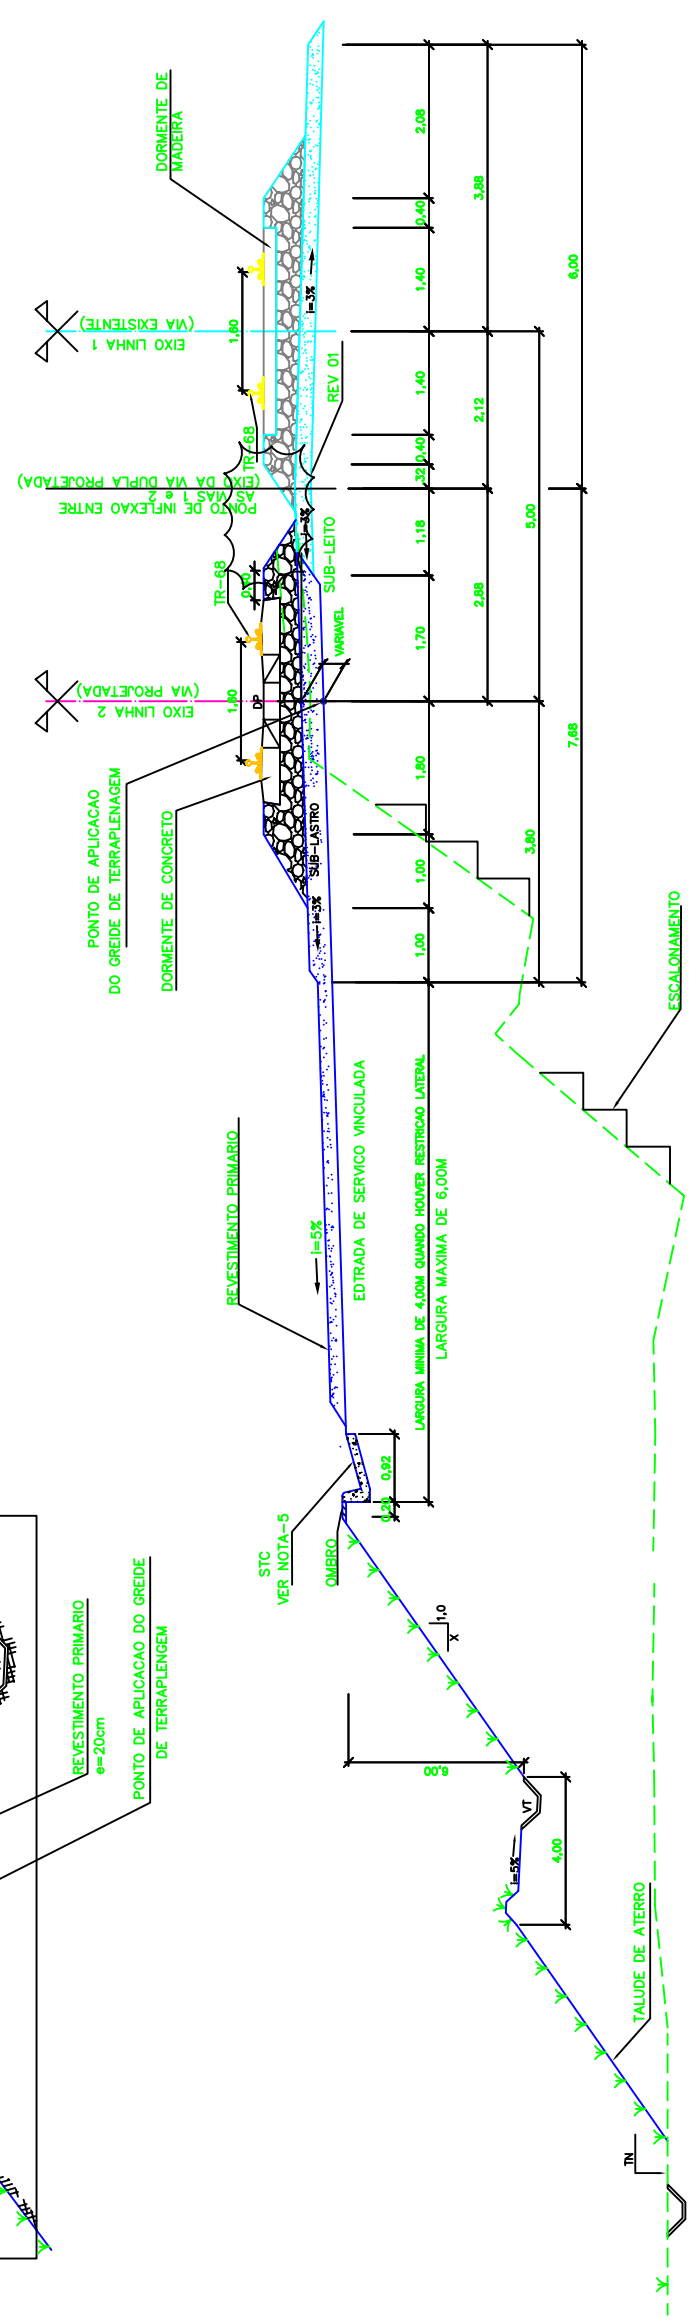 DORMENTE DE
MADEIRA
EIXO LINHA 1
(VIA EXISTENTE)
1,60
TR-68
i=3%
REV 01
PONTO DE INFLEXAO ENTRE
AS VIAS 1 e 2
(EIXO DA VIA DUPLA PROJETADA)
i=3%
SUB-LEITO
TR-68
VARIAVEL
EIXO LINHA 2
(VIA PROJETADA)
1,60
DP
PONTO DE APLICACAO
DO GREIDE DE TERRAPLENAGEM
DORMENTE DE CONCRETO
SUB-LASTRO
i=3%
2,08
0,40
1,40
1,40
0,40
,32
1,18
1,70
1,80
1,00
1,00
3,88
2,12
2,88
5,00
3,80
6,00
7,68
ESCALONAMENTO
REVESTIMENTO PRIMARIO
i=5%
EDTRADA DE SERVICO VINCULADA
LARGURA MINIMA DE 4,00M QUANDO HOUVER RESTRICAO LATERAL
LARGURA MAXIMA DE 6,00M
STC
VER NOTA-5
OMBRO
0,92
0,20
1,0
X
8,00
VT
i=5%
4,00
TALUDE DE ATERRO
TN
REVESTIMENTO PRIMARIO
e=20cm
PONTO DE APLICACAO DO GREIDE
DE TERRAPLENGEM